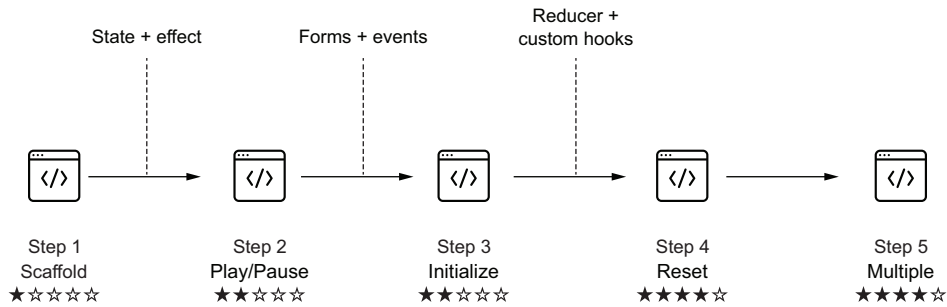 State + effect
Forms + events
Reducer +
custom hooks
</>
</>
</>
</>
</>
Step 1
Scaffold
★☆☆☆☆
Step 2
Play/Pause
★★☆☆☆
Step 3
Initialize
★★☆☆☆
Step 4
Reset
★★★★☆
Step 5
Multiple
★★★★☆